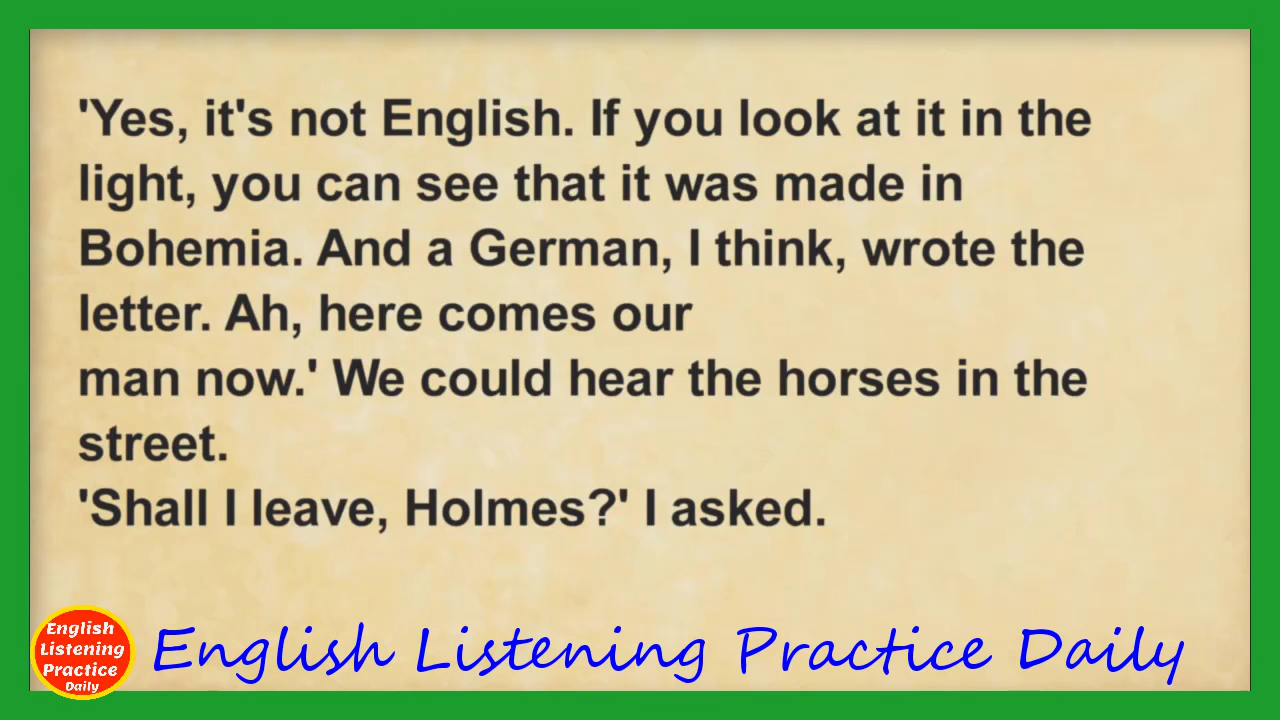 'Yes, it's not English. If you look at it in the
light, you can see that it was made in
Bohemia. And a German, I think, wrote the
letter. Ah, here comes our
man now.' We could hear the horses in the
street.
'Shall I leave, Holmes?' I asked.
English
Listening
Practice
Daily
English Listening Practice Daily